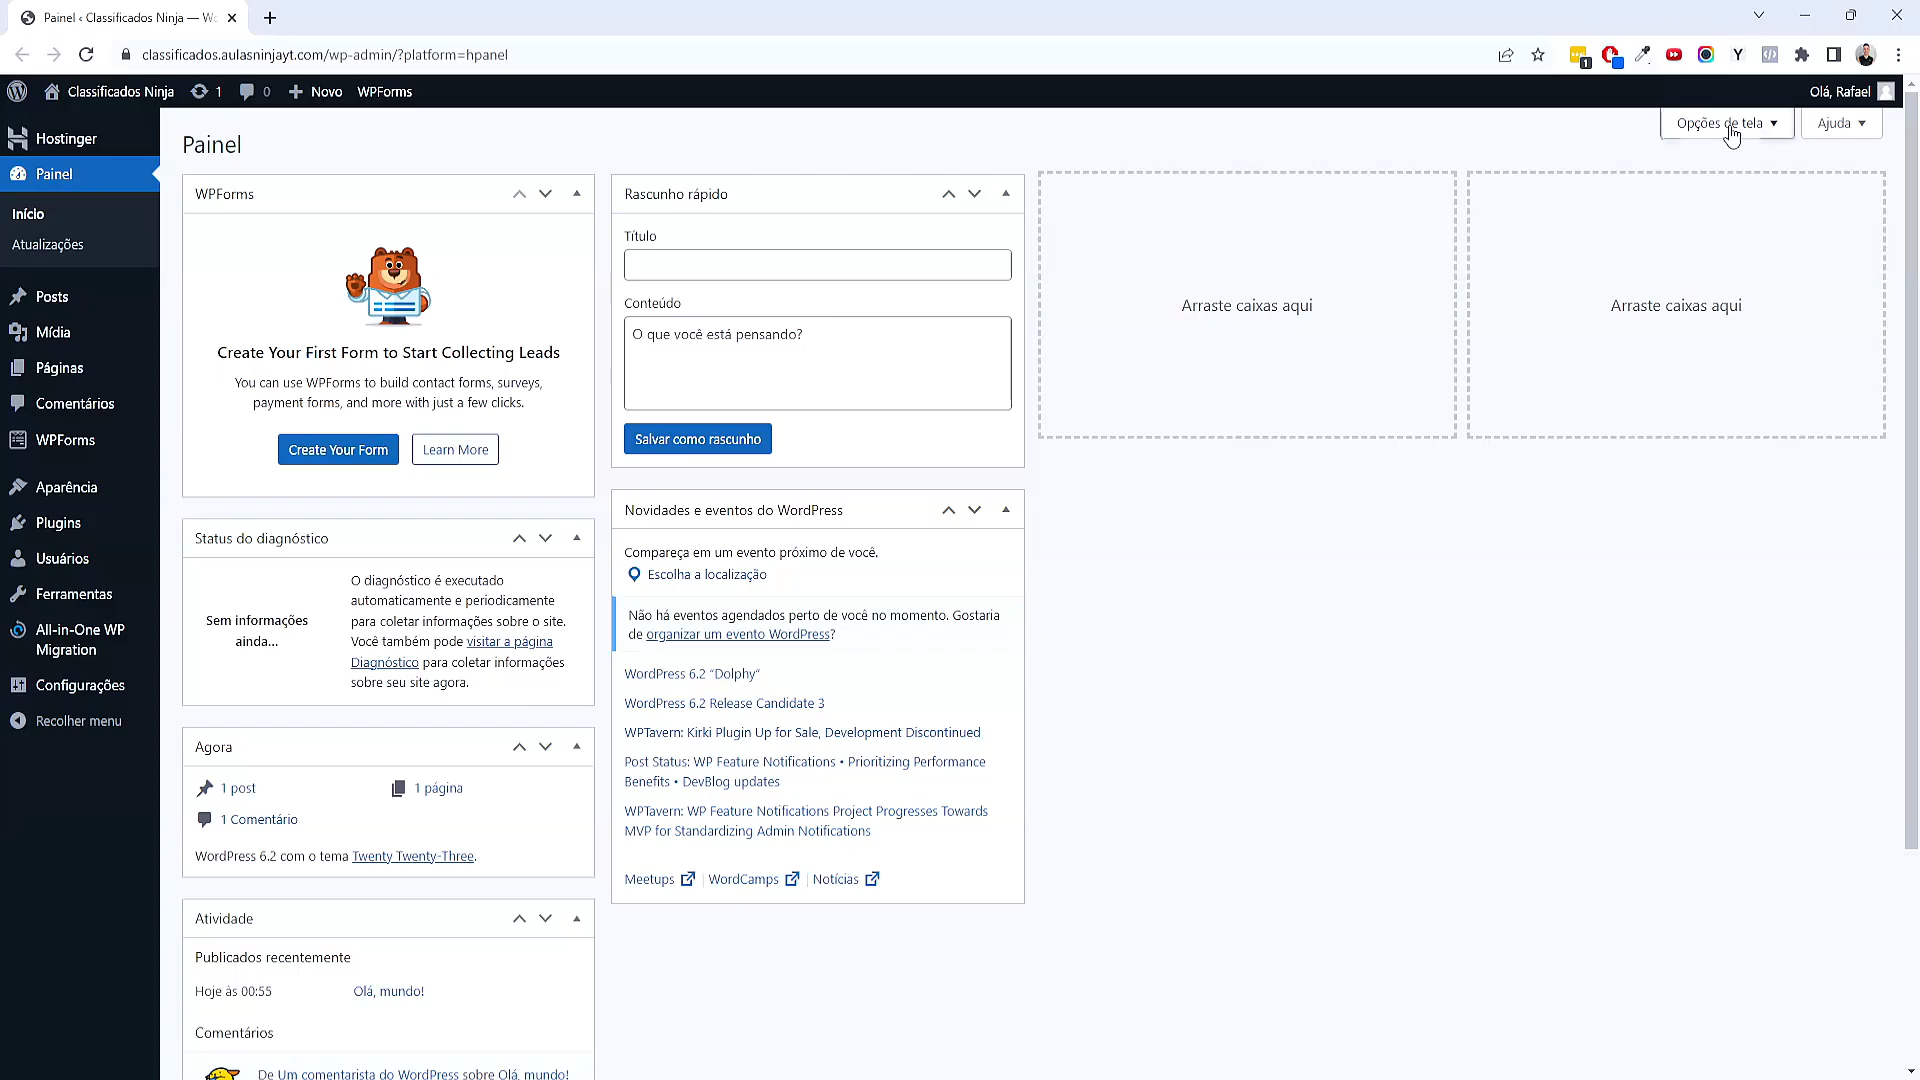 Painel ‹ Classificados Ninja — W
classificados.aulasninjayt.com/wp-admin/?platform=hpanel
1
Y
Classificados Ninja
1
0
Novo
WPForms
Olá, Rafael
Hostinger
Painel
Início
Atualizações
Posts
Mídia
Páginas
Comentários
WPForms
Aparência
Plugins
Usuários
Ferramentas
All-in-One WP
Migration
Configurações
Recolher menu
Opções de tela
Ajuda
Painel
WPForms
Create Your First Form to Start Collecting Leads
You can use WPForms to build contact forms, surveys,
payment forms, and more with just a few clicks.
Create Your Form
Learn More
Status do diagnóstico
Sem informações
ainda...
O diagnóstico é executado
automaticamente e periodicamente
para coletar informações sobre o site.
Você também pode visitar a página
Diagnóstico para coletar informações
sobre seu site agora.
Agora
1 post
1 página
1 Comentário
WordPress 6.2 com o tema Twenty Twenty-Three.
Atividade
Publicados recentemente
Hoje às 00:55
Olá, mundo!
Comentários
De Um comentarista do WordPress sobre Olá, mundo!
Rascunho rápido
Título
Conteúdo
O que você está pensando?
Salvar como rascunho
Novidades e eventos do WordPress
Compareça em um evento próximo de você.
Escolha a localização
Não há eventos agendados perto de você no momento. Gostaria
de organizar um evento WordPress?
WordPress 6.2 “Dolphy”
WordPress 6.2 Release Candidate 3
WPTavern: Kirki Plugin Up for Sale, Development Discontinued
Post Status: WP Feature Notifications • Prioritizing Performance
Benefits • DevBlog updates
WPTavern: WP Feature Notifications Project Progresses Towards
MVP for Standardizing Admin Notifications
Meetups
WordCamps
Notícias
Arraste caixas aqui
Arraste caixas aqui